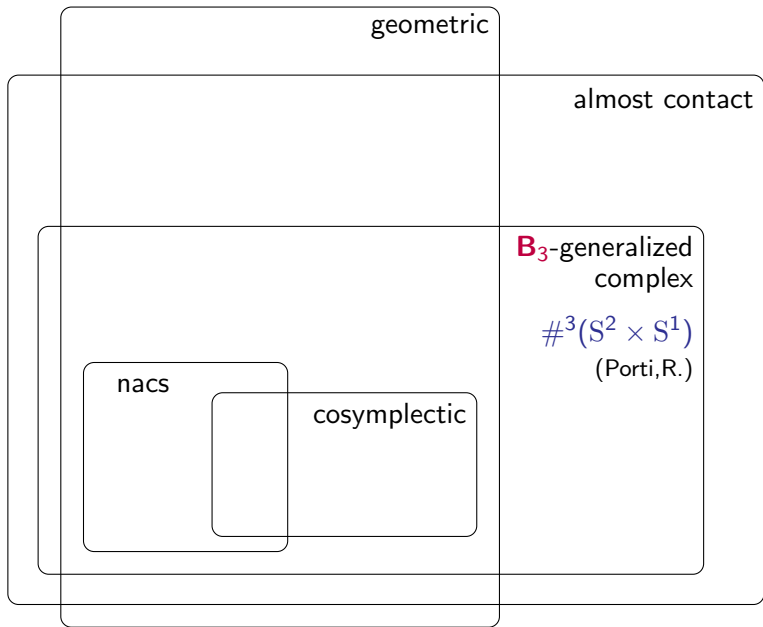 geometric
almost contact
B₃-generalized
complex
#³(S² × S¹)
(Porti,R.)
nacs
cosymplectic